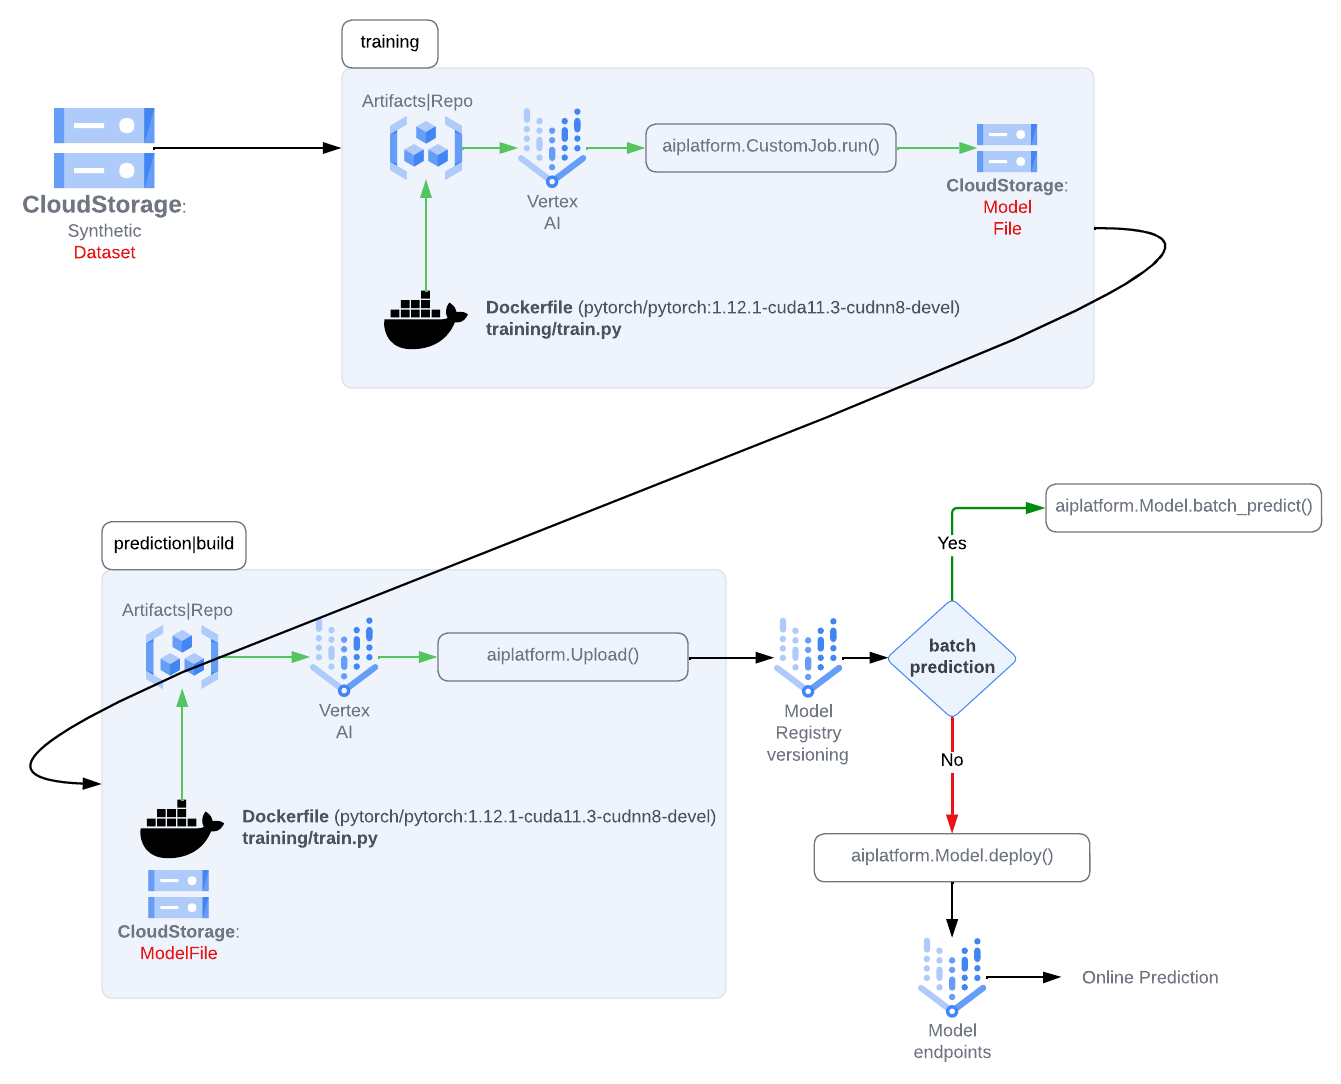 training
Artifacts|Repo
aiplatform.CustomJob.run()
Vertex
AI
CloudStorage:
Model
File
CloudStorage:
Synthetic
Dataset
Dockerfile (pytorch/pytorch:1.12.1-cuda11.3-cudnn8-devel)
training/train.py
aiplatform.Model.batch_predict()
Yes
prediction|build
Artifacts|Repo
aiplatform.Upload()
batch
prediction
Vertex
AI
Model
Registry
versioning
No
Dockerfile (pytorch/pytorch:1.12.1-cuda11.3-cudnn8-devel)
training/train.py
aiplatform.Model.deploy()
CloudStorage:
ModelFile
Online Prediction
Model
endpoints